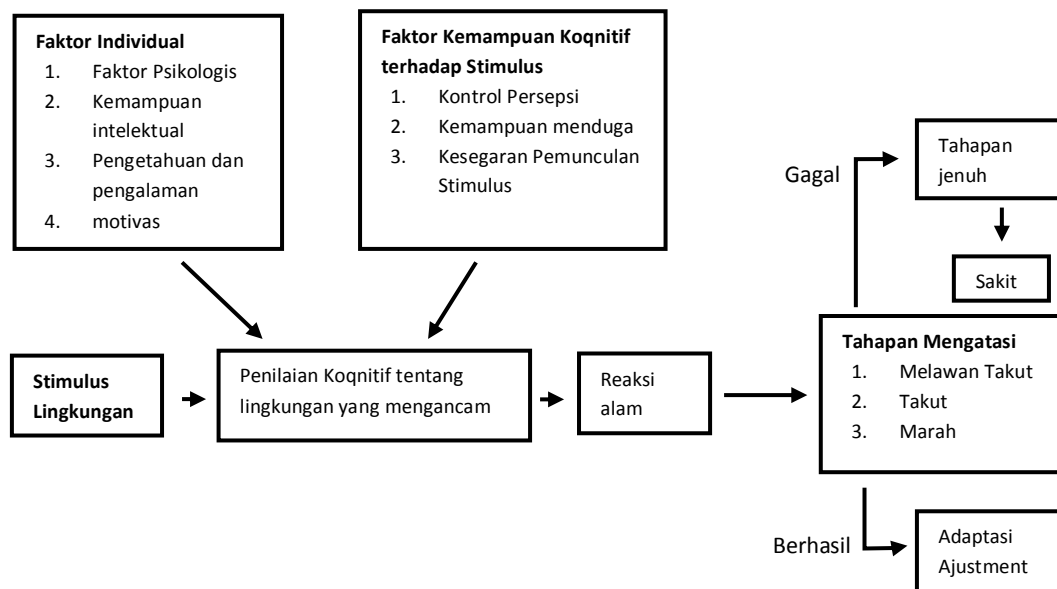 Faktor Individual
1. Faktor Psikologis
2. Kemampuan
intelektual
3. Pengetahuan dan
pengalaman
4. motivas
Faktor Kemampuan Koqnitif
terhadap Stimulus
1. Kontrol Persepsi
2. Kemampuan menduga
3. Kesegaran Pemunculan
Stimulus
Gagal
Tahapan
jenuh
Sakit
Stimulus
Lingkungan
Penilaian Koqnitif tentang
lingkungan yang mengancam
Reaksi
alam
Tahapan Mengatasi
1. Melawan Takut
2. Takut
3. Marah
Berhasil
Adaptasi
Ajustment